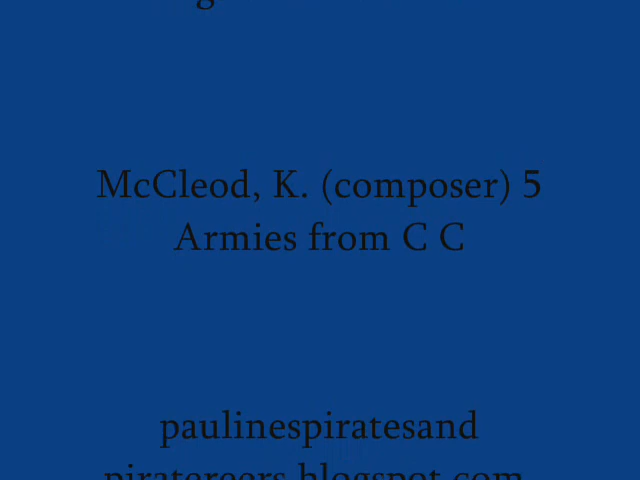 McCleod, K. (composer) 5
Armies from C C
paulinespiratesand
piratereers.blogspot.com